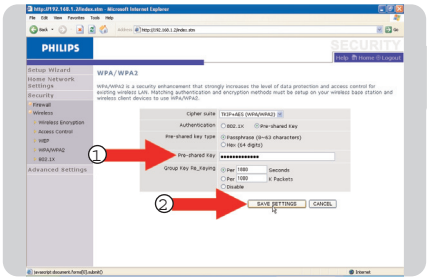 http://192.168.1.2/index.stm - Microsoft Internet Explorer
File Edit View Favorites Tools Help
Back
Address http://192.168.1.2/index.stm
Go
PHILIPS
SECURITY
Help Home Logout
Setup Wizard
Home Network Settings
Security
Firewall
Wireless
Wireless Encryption
Access Control
WEP
WPA/WPA2
802.1X
Advanced Settings
WPA/WPA2
WPA/WPA2 is a security enhancement that strongly increases the level of data protection and access control for
existing wireless LAN. Matching authentication and encryption methods must be setup on your wireless base station and
wireless client devices to use WPA/WPA2.
Cipher suite TKIP+AES (WPA/WPA2)
Authentication 802.1X Pre-shared Key
Pre-shared key type Passphrase (8~63 characters)
Hex (64 digits)
1
Pre-shared Key •••••••••••••
Group Key Re_Keying Per 1800 Seconds
Per 1000 K Packets
Disable
2
SAVE SETTINGS CANCEL
javascript:document.forms[0].submit()
Internet